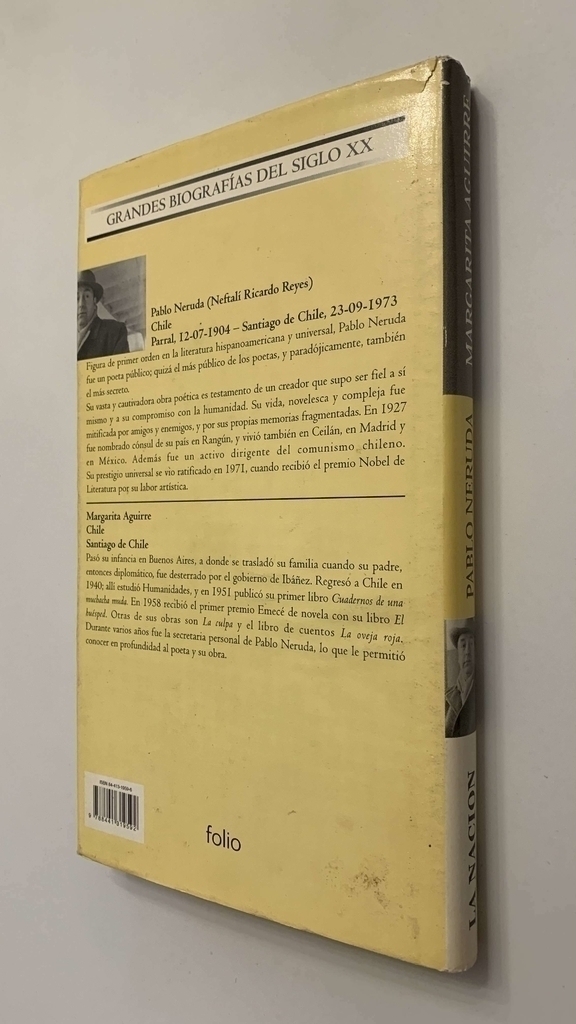 GRANDES BIOGRAFÍAS DEL SIGLO XX
Pablo Neruda (Neftalí Ricardo Reyes)
Chile
Parral, 12-07-1904 – Santiago de Chile, 23-09-1973
Figura de primer orden en la literatura hispanoamericana y universal, Pablo Neruda
fue un poeta público; quizá el más público de los poetas, y paradójicamente, también
el más secreto.
Su vasta y cautivadora obra poética es testamento de un creador que supo ser fiel a sí
mismo y a su compromiso con la humanidad. Su vida, novelesca y compleja fue
mitificada por amigos y enemigos, y por sus propias memorias fragmentadas. En 1927
fue nombrado cónsul de su país en Rangún, y vivió también en Ceilán, en Madrid y
en México. Además fue un activo dirigente del comunismo chileno.
Su prestigio universal se vio ratificado en 1971, cuando recibió el premio Nobel de
Literatura por su labor artística.
Margarita Aguirre
Chile
Santiago de Chile
Pasó su infancia en Buenos Aires, a donde se trasladó su familia cuando su padre,
entonces diplomático, fue desterrado por el gobierno de Ibáñez. Regresó a Chile en
1940; allí estudió Humanidades, y en 1951 publicó su primer libro Cuadernos de una
muchacha muda. En 1958 recibió el primer premio Emecé de novela con su libro El
huésped. Otras de sus obras son La culpa y el libro de cuentos La oveja roja.
Durante varios años fue la secretaria personal de Pablo Neruda, lo que le permitió
conocer en profundidad al poeta y su obra.
folio
MARGARITA AGUIRRE
PABLO NERUDA
LA NACION